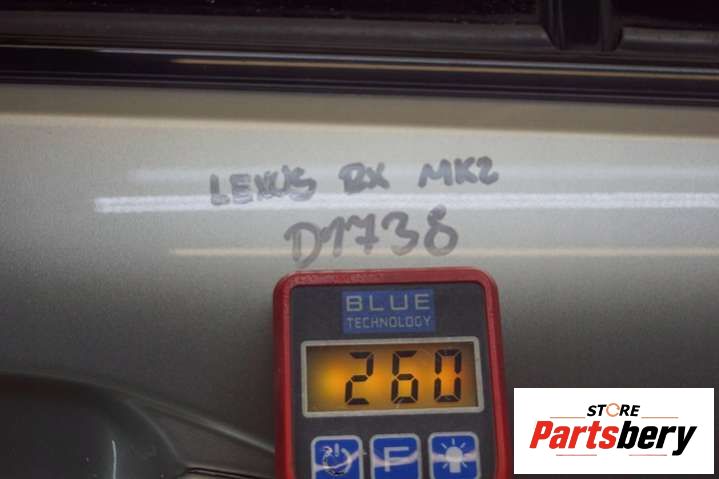 LEXUS RX MK2
D1738
BLUE
TECHNOLOGY
260
F
STORE
Partsbery